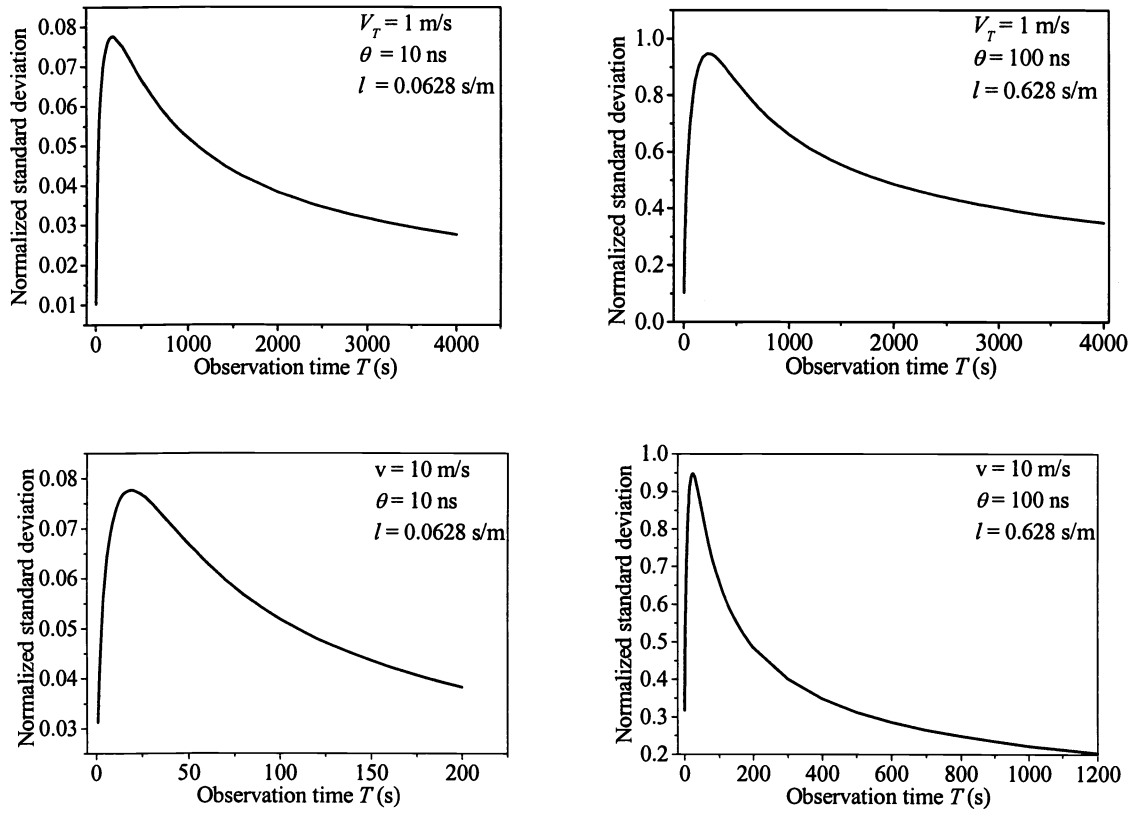 Normalized standard deviation
0.08
0.07
0.06
0.05
0.04
0.03
0.02
0.01
V_T = 1 m/s
θ = 10 ns
l = 0.0628 s/m
0 1000 2000 3000 4000
Observation time T (s)
Normalized standard deviation
1.0
0.8
0.6
0.4
0.2
0.0
V_T = 1 m/s
θ = 100 ns
l = 0.628 s/m
0 1000 2000 3000 4000
Observation time T (s)
Normalized standard deviation
0.08
0.07
0.06
0.05
0.04
0.03
v = 10 m/s
θ = 10 ns
l = 0.0628 s/m
0 50 100 150 200
Observation time T (s)
Normalized standard deviation
1.0
0.9
0.8
0.7
0.6
0.5
0.4
0.3
0.2
v = 10 m/s
θ = 100 ns
l = 0.628 s/m
0 200 400 600 800 1000 1200
Observation time T (s)